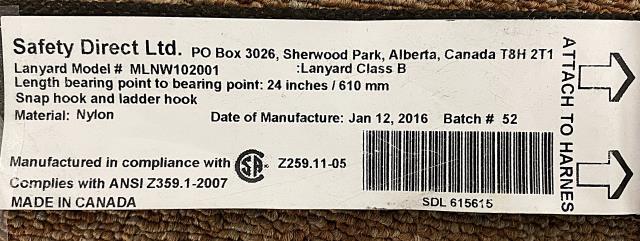 Safety Direct Ltd. PO Box 3026, Sherwood Park, Alberta, Canada T8H 2T1
Lanyard Model # MLNW102001 :Lanyard Class B
Length bearing point to bearing point: 24 inches / 610 mm
Snap hook and ladder hook
Material: Nylon Date of Manufacture: Jan 12, 2016 Batch # 52
Manufactured in compliance with CSA Z259.11-05
Complies with ANSI Z359.1-2007
MADE IN CANADA SDL 615615
ATTACH TO HARNES